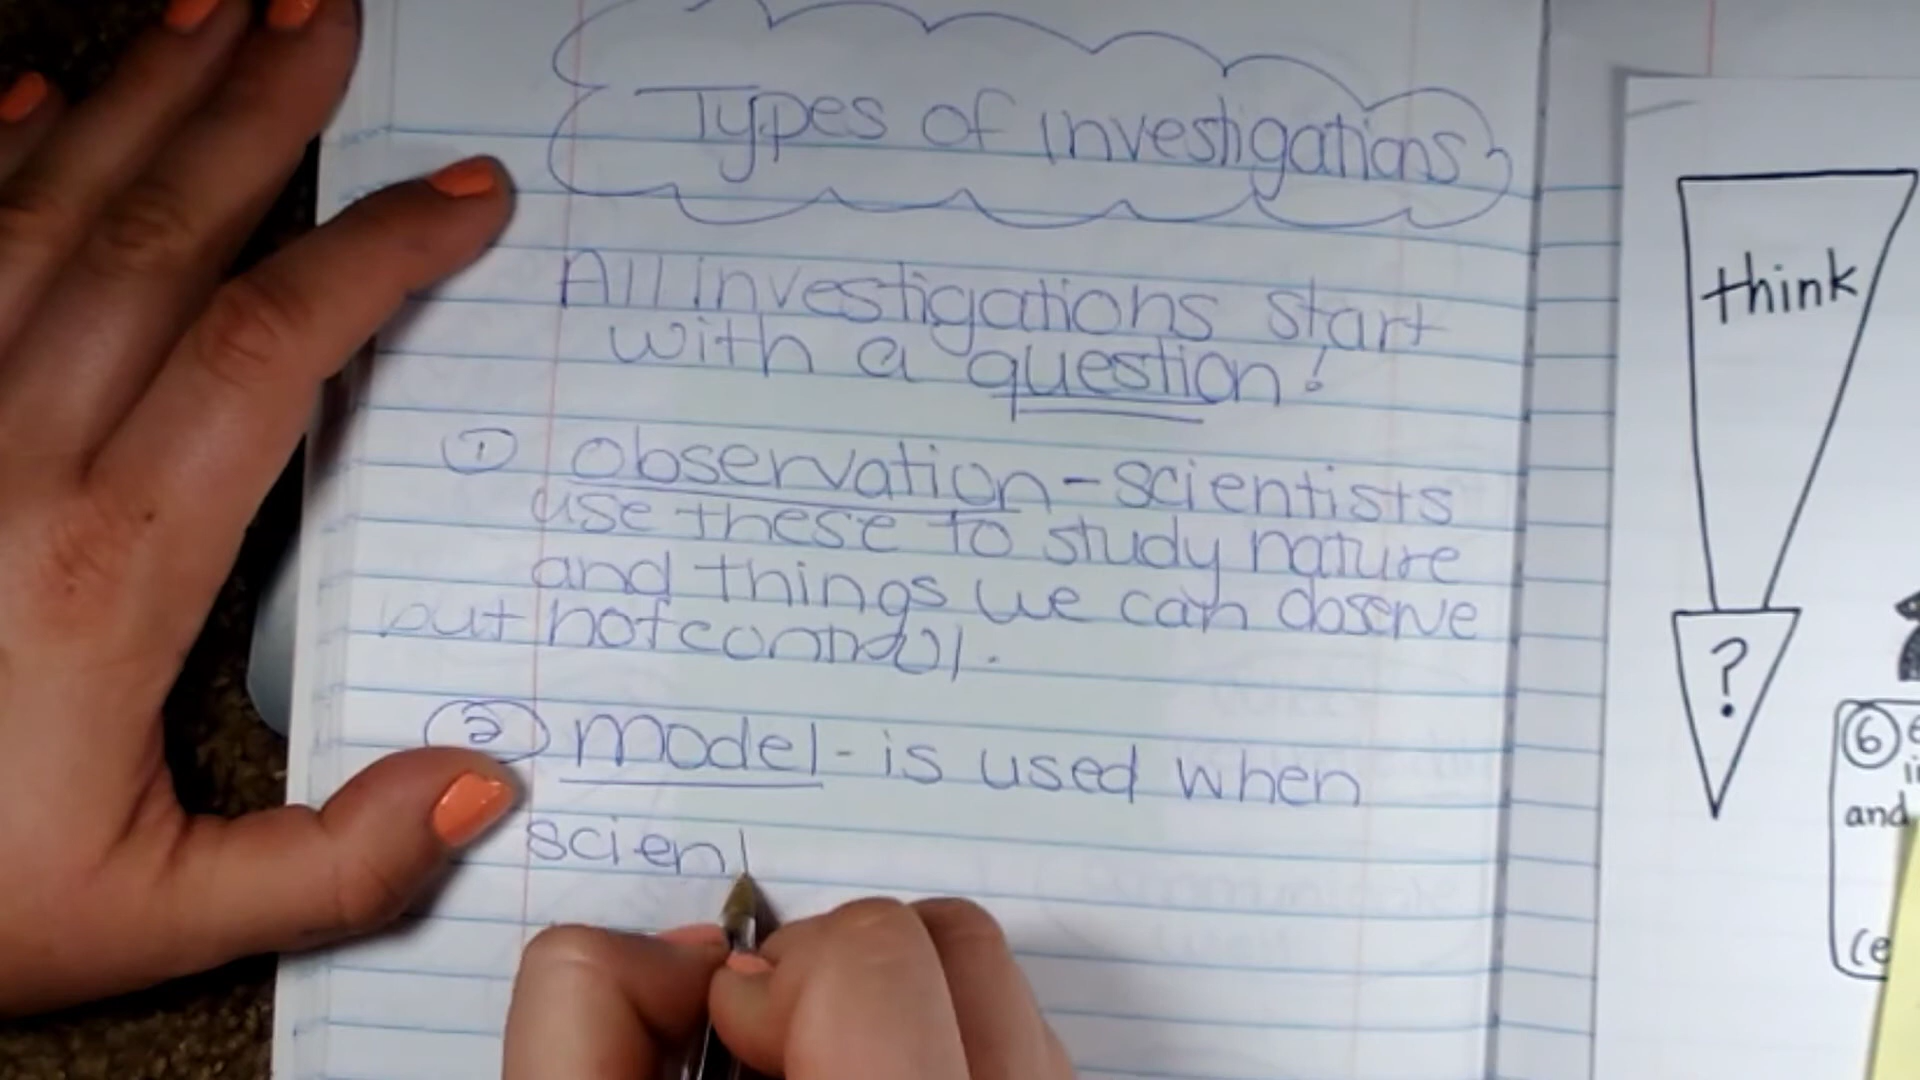 Types of investigations
All investigations start
with a question!
① observation-scientists
use these to study nature
and things we can observe
but not control.
② model-is used when
scient
think
?
⑥
and